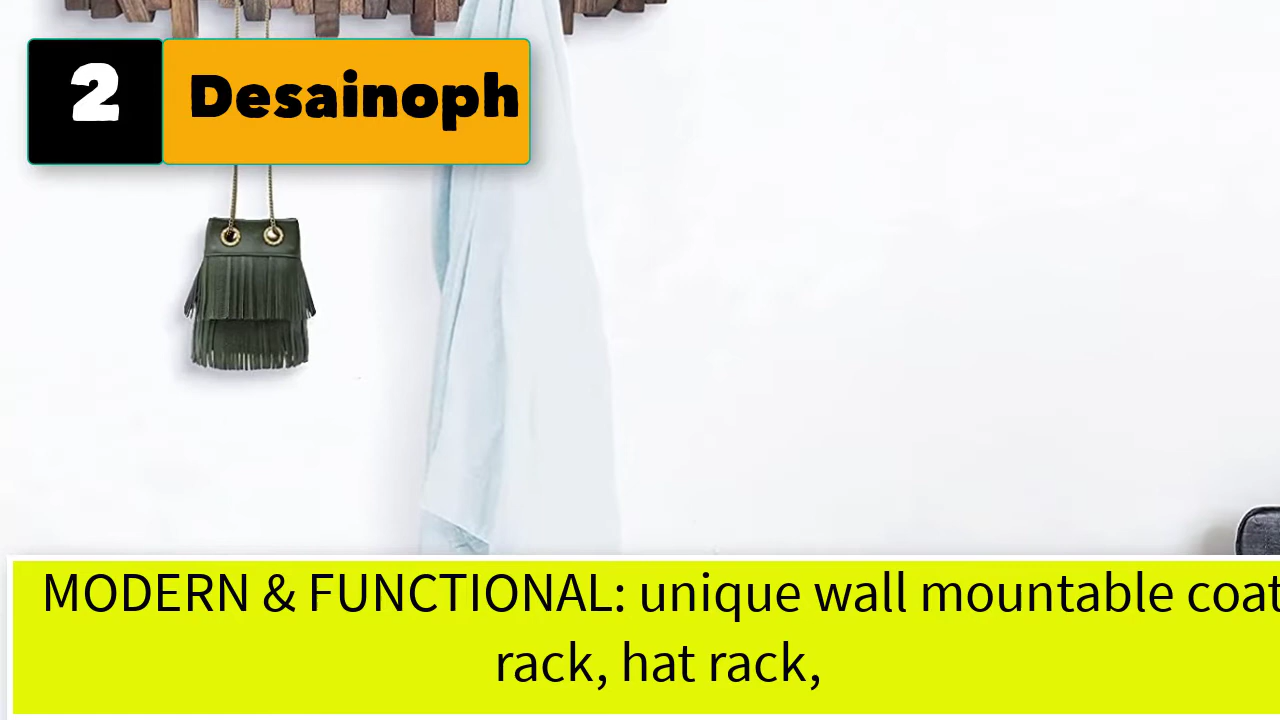 2 Desainoph
MODERN & FUNCTIONAL: unique wall mountable coat
rack, hat rack,